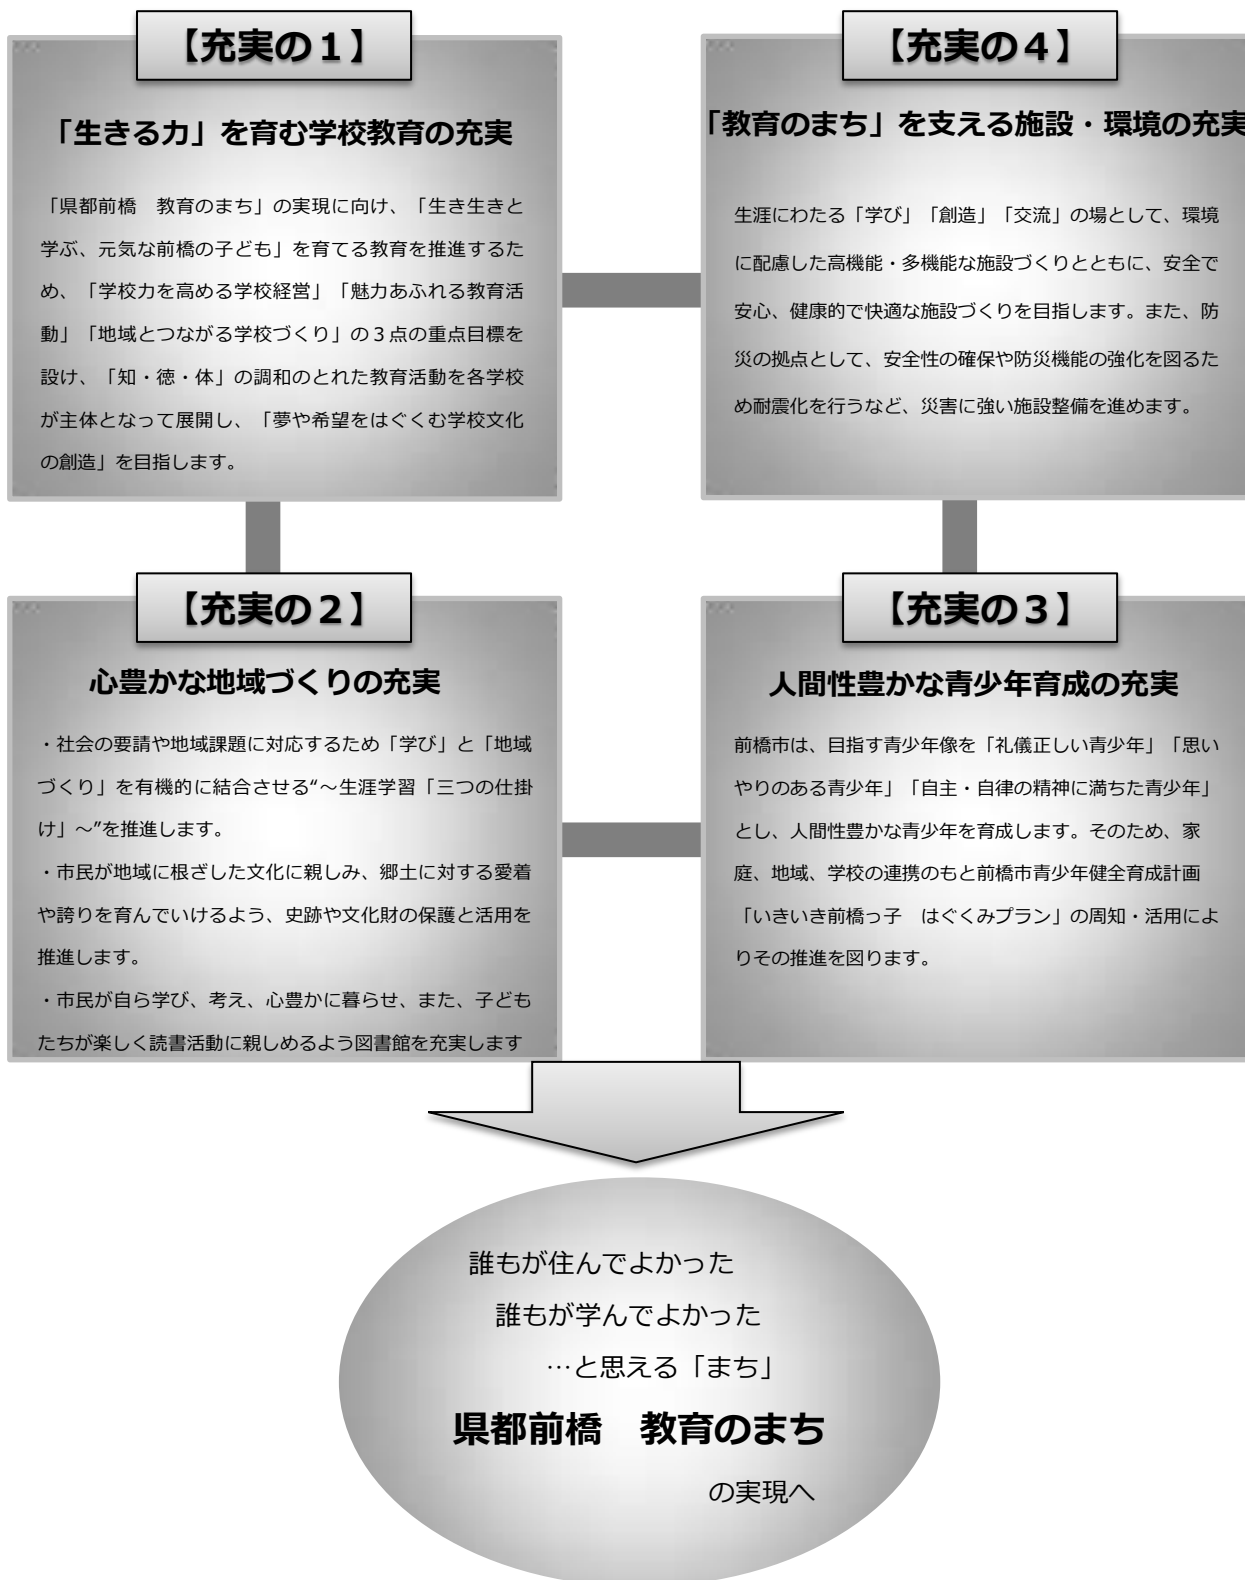 【充実の１】
「生きる力」を育む学校教育の充実
「県都前橋　教育のまち」の実現に向け、「生き生きと
学ぶ、元気な前橋の子ども」を育てる教育を推進するた
め、「学校力を高める学校経営」「魅力あふれる教育活
動」「地域とつながる学校づくり」の３点の重点目標を
設け、「知・徳・体」の調和のとれた教育活動を各学校
が主体となって展開し、「夢や希望をはぐくむ学校文化
の創造」を目指します。
【充実の４】
「教育のまち」を支える施設・環境の充実
生涯にわたる「学び」「創造」「交流」の場として、環境
に配慮した高機能・多機能な施設づくりとともに、安全で
安心、健康的で快適な施設づくりを目指します。また、防
災の拠点として、安全性の確保や防災機能の強化を図るた
め耐震化を行うなど、災害に強い施設整備を進めます。
【充実の２】
心豊かな地域づくりの充実
・社会の要請や地域課題に対応するため「学び」と「地域
づくり」を有機的に結合させる“～生涯学習「三つの仕掛
け」～”を推進します。
・市民が地域に根ざした文化に親しみ、郷土に対する愛着
や誇りを育んでいけるよう、史跡や文化財の保護と活用を
推進します。
・市民が自ら学び、考え、心豊かに暮らせ、また、子ども
たちが楽しく読書活動に親しめるよう図書館を充実します
【充実の３】
人間性豊かな青少年育成の充実
前橋市は、目指す青少年像を「礼儀正しい青少年」「思い
やりのある青少年」「自主・自律の精神に満ちた青少年」
とし、人間性豊かな青少年を育成します。そのため、家
庭、地域、学校の連携のもと前橋市青少年健全育成計画
「いきいき前橋っ子　はぐくみプラン」の周知・活用によ
りその推進を図ります。
誰もが住んでよかった
誰もが学んでよかった
…と思える「まち」
県都前橋　教育のまち
の実現へ